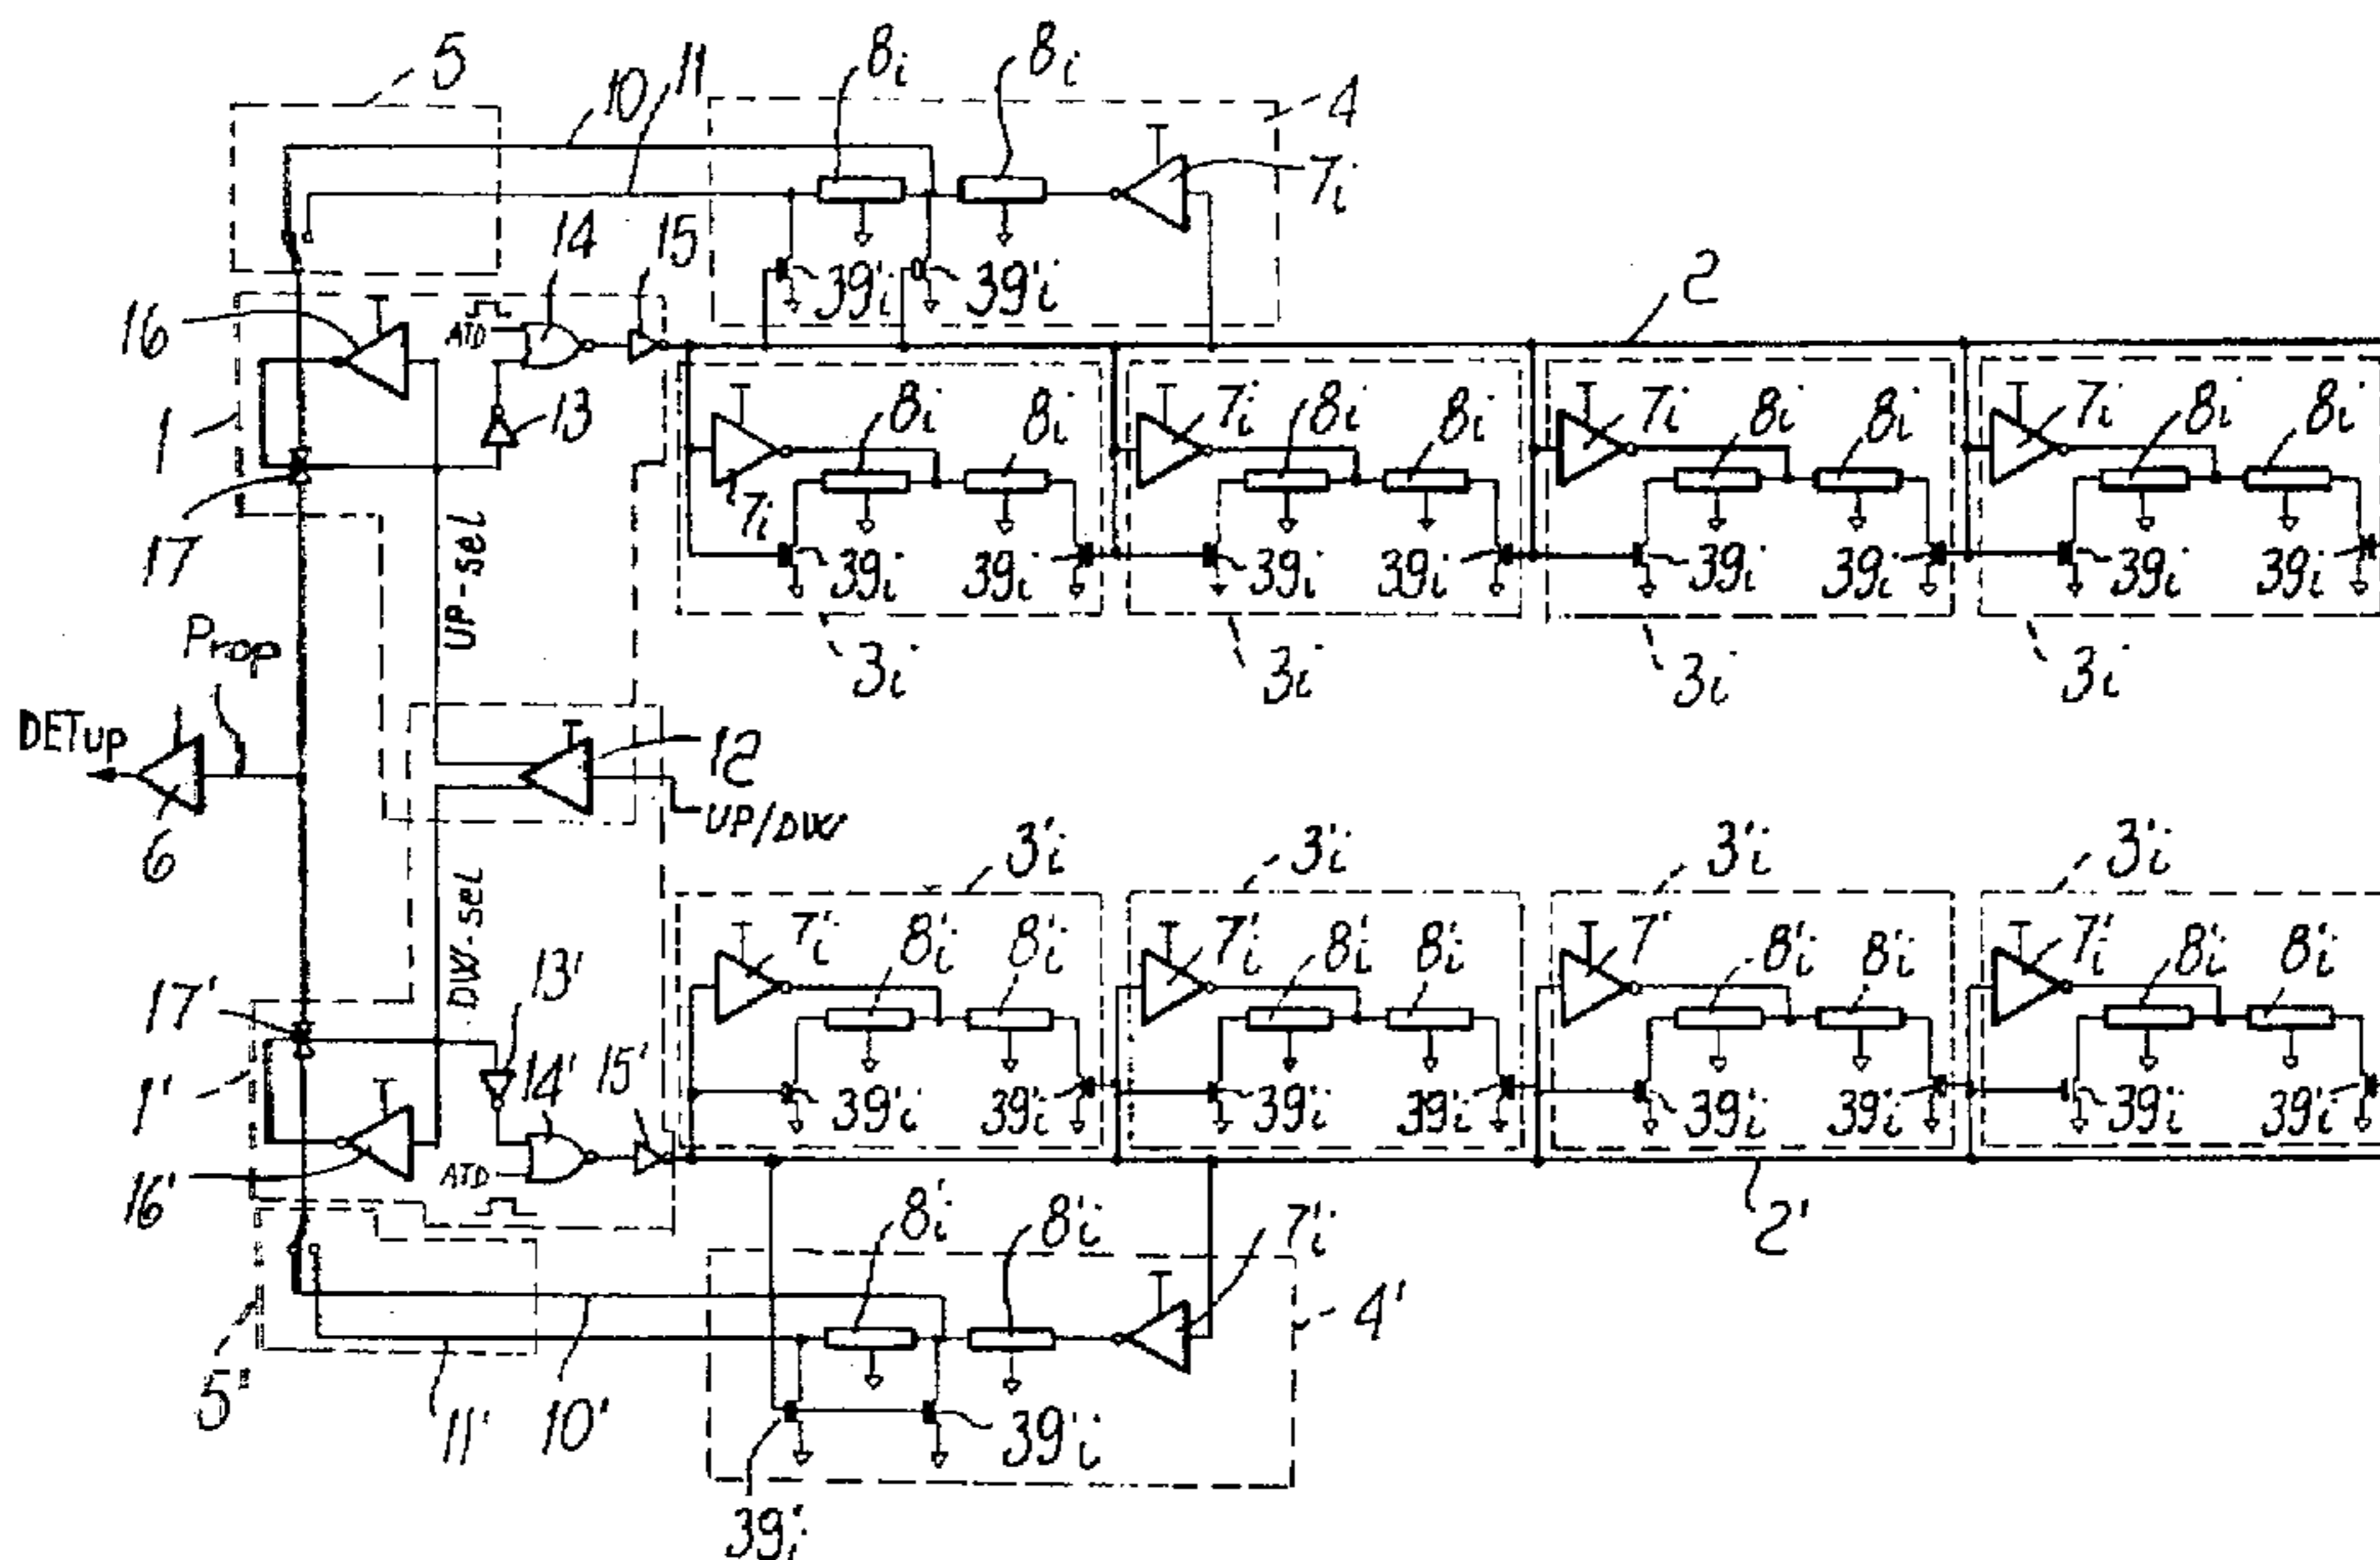 5 10 11 8i 8i 4
7i
14 15 39'i 39'i 2
16 ATD
1 13 7i 8i 8i 7i 8i 8i 7i 8i 8i
17 UP-sel 7i 8i 8i 39i 39i 39i 39i 39i 39i 39i 39i
Prop 3i 3i 3i 3i
DETup 12
6 UP/DW
3'i 3'i 3'i 3'i
DW-sel 7'i 8'i 8'i 7'i 8'i 8'i 7' 8'i 8'i 7'i 8'i 8'i
17' 13'
1' 14' 15' 39'i 39'i 39'i 39'i 39'i 39'i 39'i 39'i
16' ATD
8'i 8'i 7'i 2'
4'
5' 11' 10' 39'i
39'i